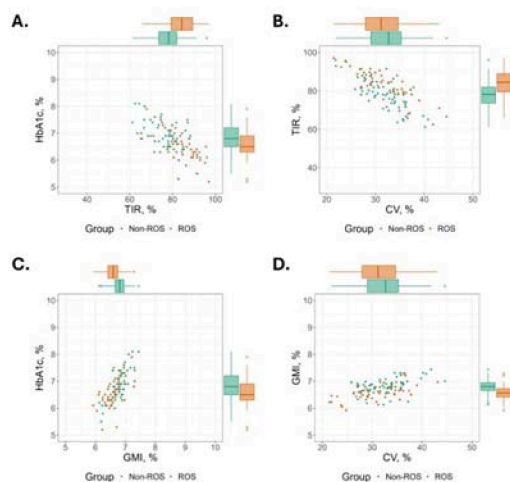 A.
10
9
8
7
6
5
HbA1c, %
40 60 80 100
TIR, %
Group • Non-ROS • ROS
B.
100
80
60
40
TIR, %
20 30 40 50
CV, %
Group • Non-ROS • ROS
C.
10
9
8
7
6
5
HbA1c, %
5 6 7 8 9 10
GMI, %
Group • Non-ROS • ROS
D.
10
9
8
7
6
5
GMI, %
20 30 40 50
CV, %
Group • Non-ROS • ROS